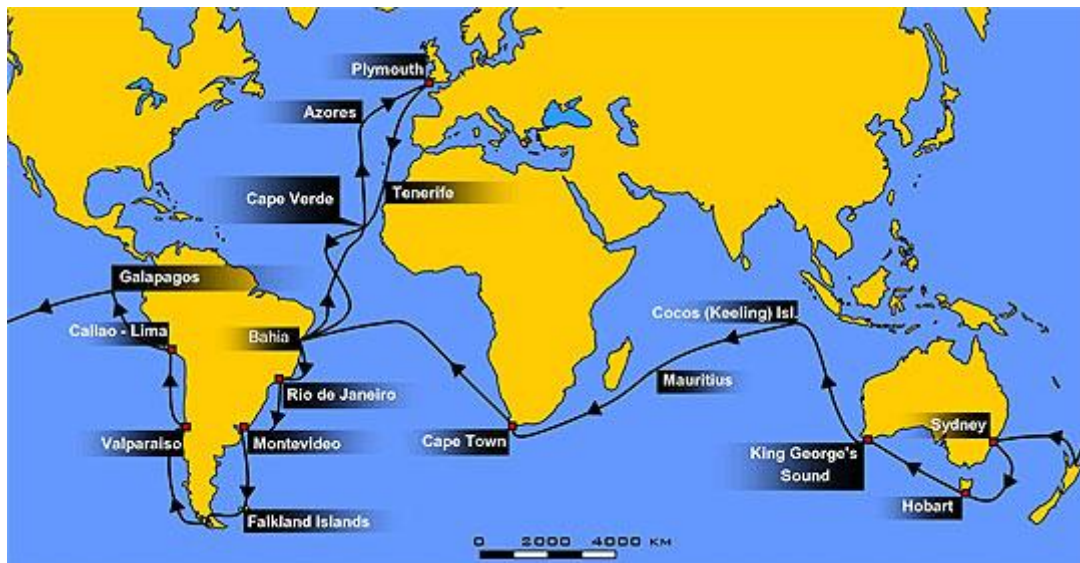 Plymouth
Azores
Cape Verde
Tenerife
Galapagos
Callao - Lima
Bahia
Cocos (Keeling) Isl.
Mauritius
Rio de Janeiro
Valparaiso
Montevideo
Cape Town
Sydney
King George's
Sound
Hobart
Falkland Islands
0 2000 4000 KM